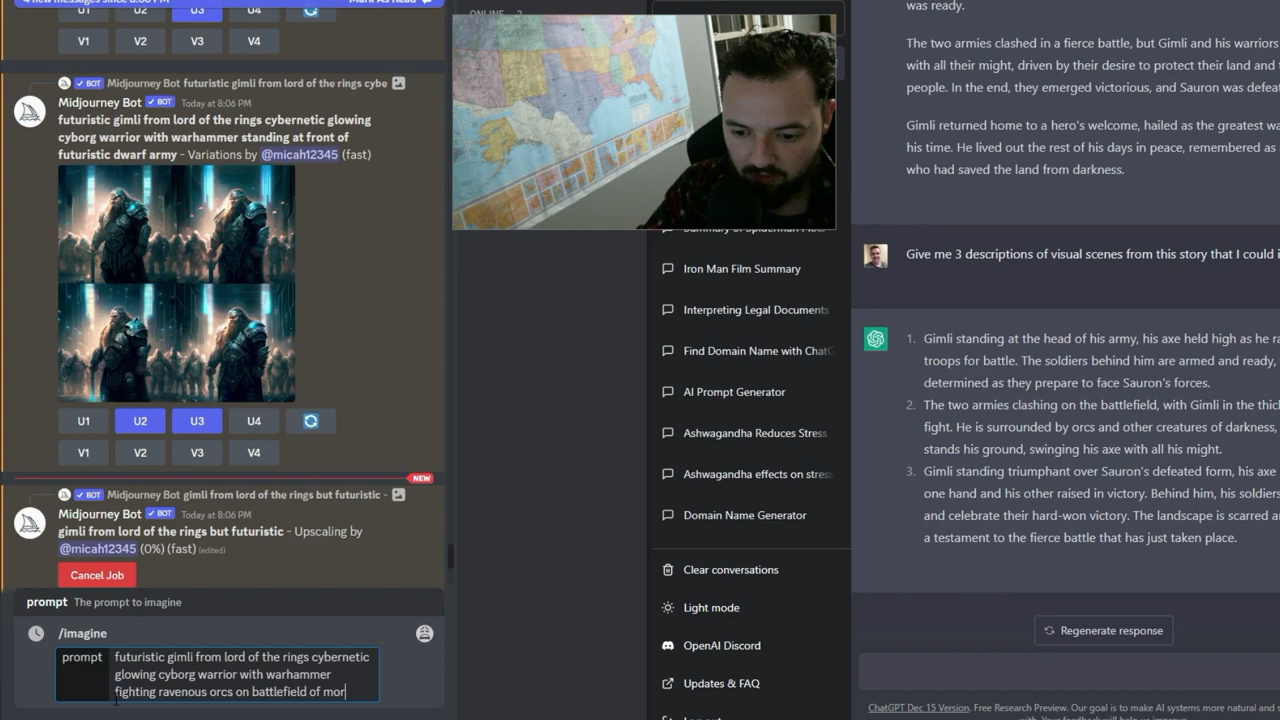 4 new messages since 8:06 PM
Mark As Read
U1 U2 U3 U4
V1 V2 V3 V4
BOT Midjourney Bot futuristic gimli from lord of the rings cybe
Midjourney Bot BOT Today at 8:06 PM
futuristic gimli from lord of the rings cybernetic glowing
cyborg warrior with warhammer standing at front of
futuristic dwarf army - Variations by @micah12345 (fast)
U1 U2 U3 U4
V1 V2 V3 V4
NEW
BOT Midjourney Bot gimli from lord of the rings but futuristic -
Midjourney Bot BOT Today at 8:06 PM
gimli from lord of the rings but futuristic - Upscaling by
@micah12345 (0%) (fast) (edited)
Cancel Job
prompt The prompt to imagine
/imagine
prompt futuristic gimli from lord of the rings cybernetic
glowing cyborg warrior with warhammer
fighting ravenous orcs on battlefield of mor
Iron Man Film Summary
Interpreting Legal Documents
Find Domain Name with ChatG
AI Prompt Generator
Ashwagandha Reduces Stress
Ashwagandha effects on stress
Domain Name Generator
Clear conversations
Light mode
OpenAI Discord
Updates & FAQ
was ready.
The two armies clashed in a fierce battle, but Gimli and his warriors
with all their might, driven by their desire to protect their land and
people. In the end, they emerged victorious, and Sauron was defea
Gimli returned home to a hero's welcome, hailed as the greatest wa
his time. He lived out the rest of his days in peace, remembered as
who had saved the land from darkness.
Give me 3 descriptions of visual scenes from this story that I could i
1. Gimli standing at the head of his army, his axe held high as he ra
troops for battle. The soldiers behind him are armed and ready,
determined as they prepare to face Sauron's forces.
2. The two armies clashing on the battlefield, with Gimli in the thick
fight. He is surrounded by orcs and other creatures of darkness,
stands his ground, swinging his axe with all his might.
3. Gimli standing triumphant over Sauron's defeated form, his axe
one hand and his other raised in victory. Behind him, his soldiers
and celebrate their hard-won victory. The landscape is scarred an
a testament to the fierce battle that has just taken place.
Regenerate response
ChatGPT Dec 15 Version. Free Research Preview. Our goal is to make AI systems more natural and s